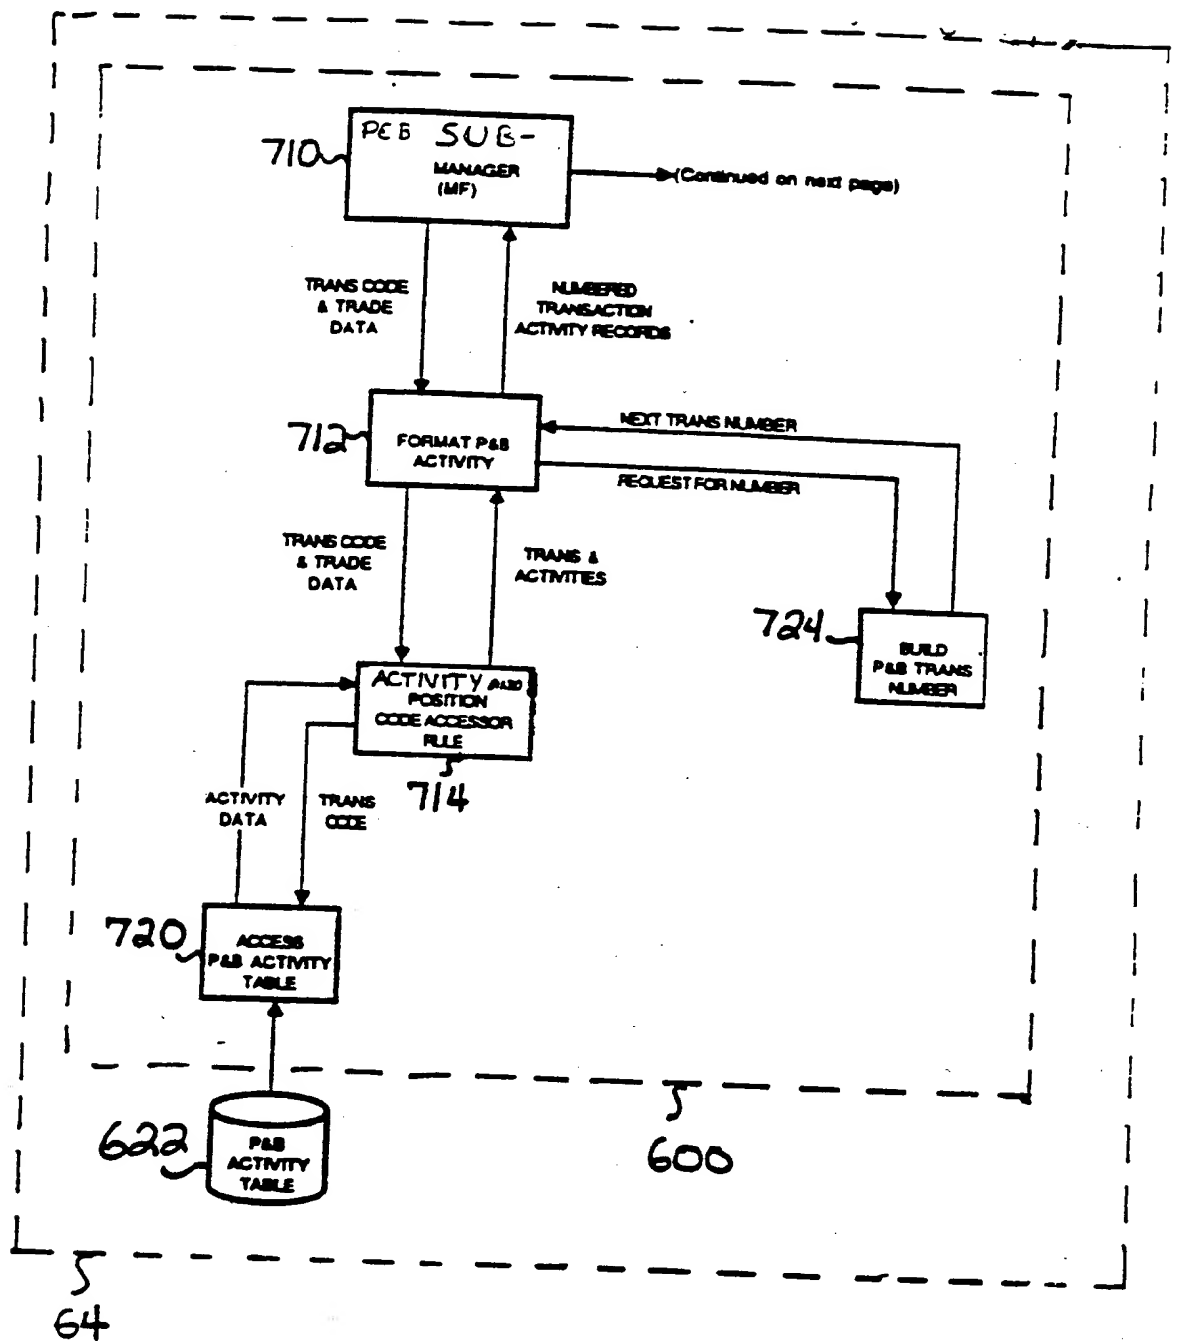 P&B SUB-
710
MANAGER
(MF)
(Continued on next page)
TRANS CODE
& TRADE
DATA
NUMBERED
TRANSACTION
ACTIVITY RECORDS
712
FORMAT P&B
ACTIVITY
NEXT TRANS NUMBER
REQUEST FOR NUMBER
TRANS CODE
& TRADE
DATA
TRANS &
ACTIVITIES
724
BUILD
P&B TRANS
NUMBER
ACTIVITY AND
POSITION
CODE ACCESSOR
RULE
714
ACTIVITY
DATA
TRANS
CODE
720
ACCESS
P&B ACTIVITY
TABLE
622
P&B
ACTIVITY
TABLE
600
64